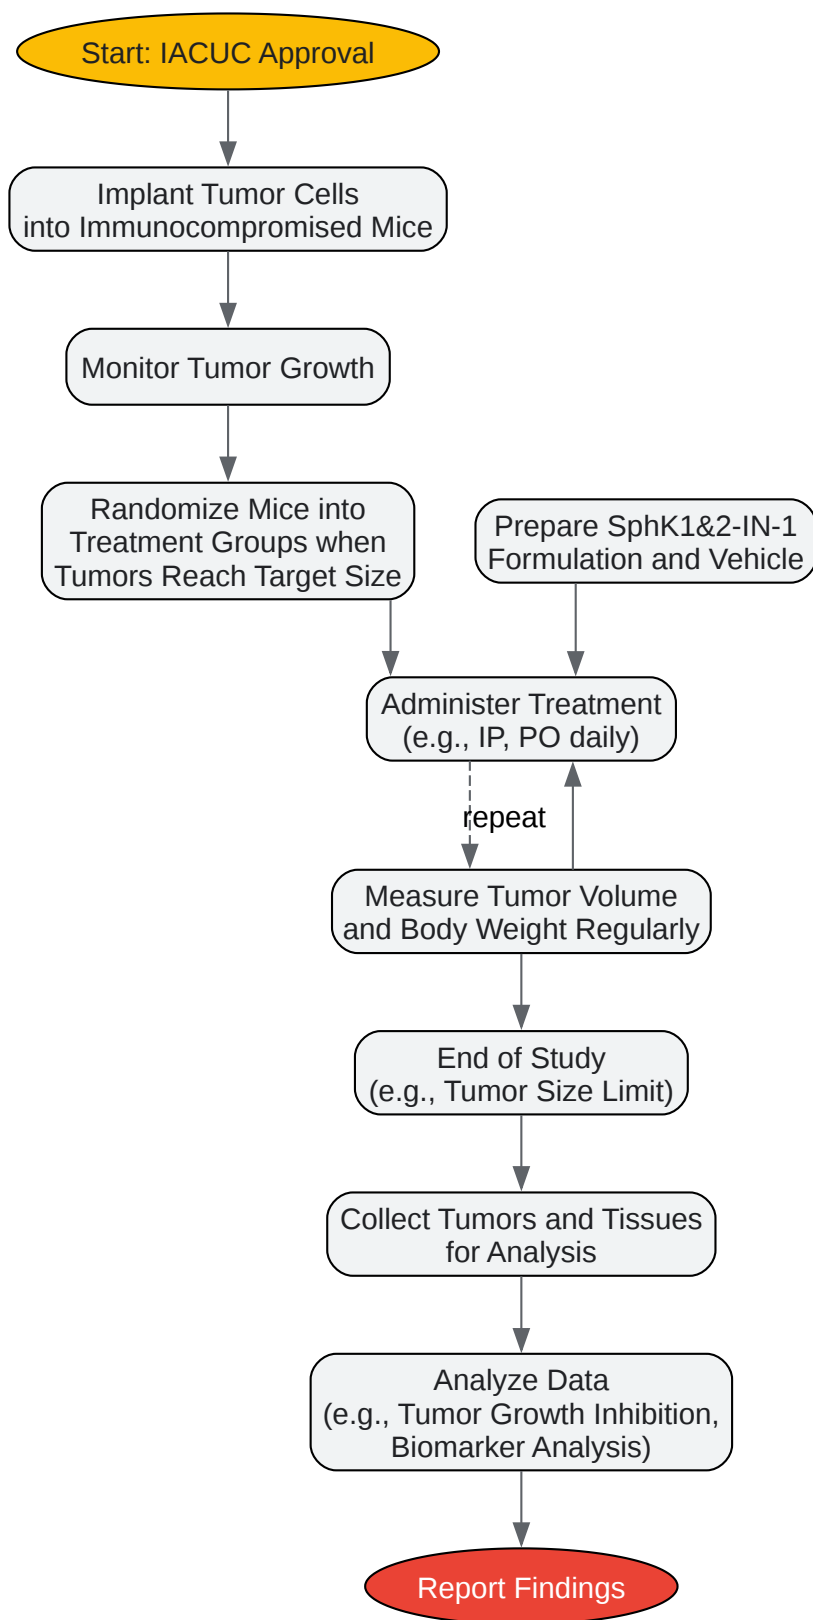 Start: IACUC Approval
Implant Tumor Cells
into Immunocompromised Mice
Monitor Tumor Growth
Randomize Mice into
Treatment Groups when
Tumors Reach Target Size
Prepare SphK1&2-IN-1
Formulation and Vehicle
Administer Treatment
(e.g., IP, PO daily)
repeat
Measure Tumor Volume
and Body Weight Regularly
End of Study
(e.g., Tumor Size Limit)
Collect Tumors and Tissues
for Analysis
Analyze Data
(e.g., Tumor Growth Inhibition,
Biomarker Analysis)
Report Findings